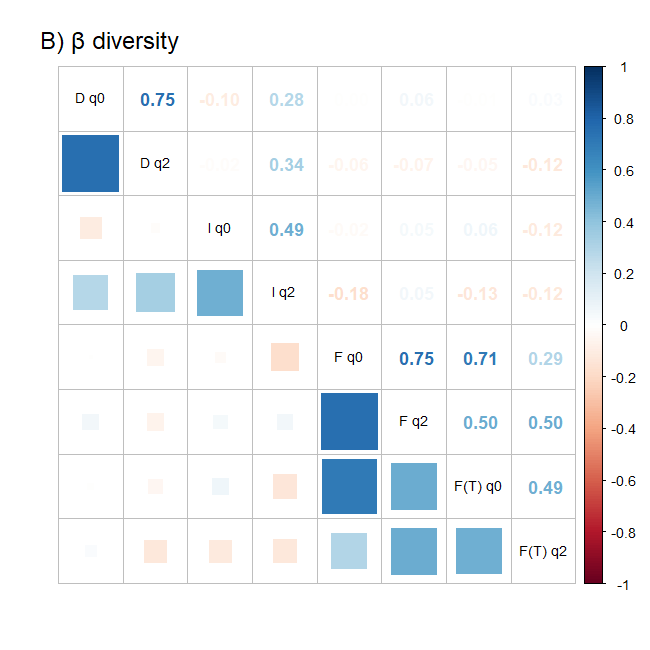 B) β diversity
D q0 0.75 -0.10 0.28 0.06 0.03
D q2 -0.02 0.34 -0.06 -0.07 -0.05 -0.12
I q0 0.49 -0.02 0.05 0.06 -0.12
I q2 -0.18 0.05 -0.13 -0.12
F q0 0.75 0.71 0.29
F q2 0.50 0.50
F(T) q0 0.49
F(T) q2
1
0.8
0.6
0.4
0.2
0
-0.2
-0.4
-0.6
-0.8
-1